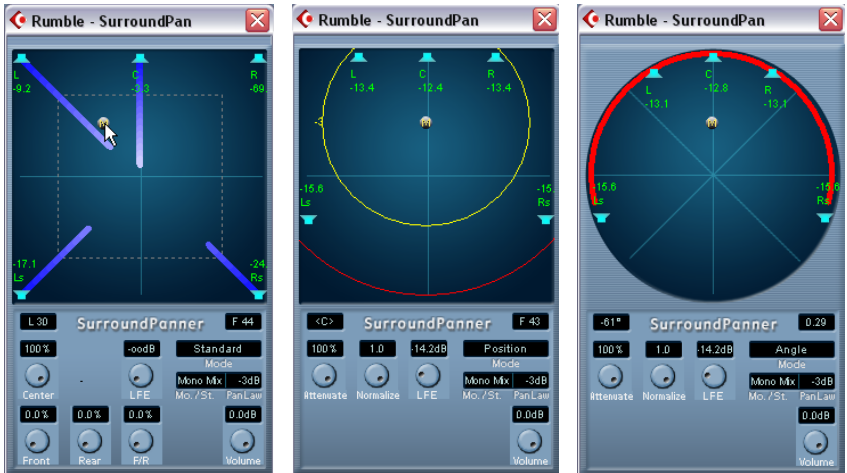 Rumble - SurroundPan
L C R
-9.2 -3.3 -69.
-17.1 -24.
Ls Rs
L 30 SurroundPanner F 44
100 % -oodB Standard
Mode
Mono Mix -3dB
Center - LFE Mo./St. Pan Law
0.0 % 0.0 % 0.0 % 0.0dB
Front Rear F/R Volume
Rumble - SurroundPan
L C R
-13.4 -12.4 -13.4
-3
-15.6 -15.
Ls Rs
<C> SurroundPanner F 43
100 % 1.0 -14.2dB Position
Mode
Mono Mix -3dB
Attenuate Normalize LFE Mo./St. Pan Law
0.0dB
Volume
Rumble - SurroundPan
L C R
-13.1 -12.8 -13.1
-15.6 -15.6
Ls Rs
-61° SurroundPanner 0.29
100 % 1.0 -14.2dB Angle
Mode
Mono Mix -3dB
Attenuate Normalize LFE Mo./St. Pan Law
0.0dB
Volume